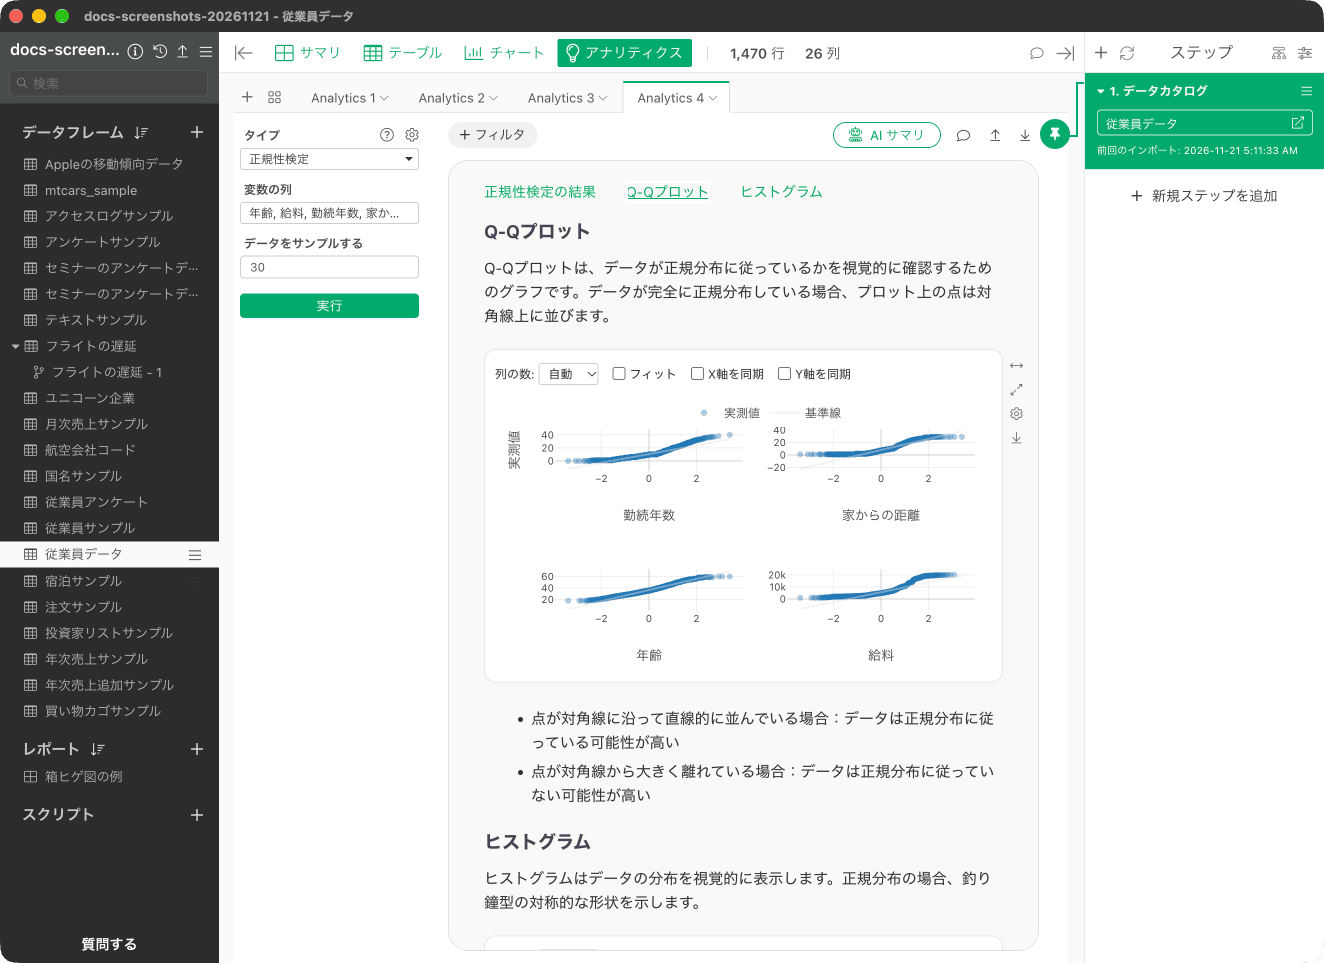 docs-screenshots-20261121 - 従業員データ
docs-screen...
検索
データフレーム
Appleの移動傾向データ
mtcars_sample
アクセスログサンプル
アンケートサンプル
セミナーのアンケートデ...
セミナーのアンケートデ...
テキストサンプル
フライトの遅延
フライトの遅延 - 1
ユニコーン企業
月次売上サンプル
航空会社コード
国名サンプル
従業員アンケート
従業員サンプル
従業員データ
宿泊サンプル
注文サンプル
投資家リストサンプル
年次売上サンプル
年次売上追加サンプル
買い物カゴサンプル
レポート
箱ヒゲ図の例
スクリプト
質問する
サマリ
テーブル
チャート
アナリティクス
1,470 行 26 列
Analytics 1
Analytics 2
Analytics 3
Analytics 4
タイプ
正規性検定
変数の列
年齢, 給料, 勤続年数, 家か...
データをサンプルする
30
実行
+ フィルタ
AI サマリ
正規性検定の結果 Q-Qプロット ヒストグラム
Q-Qプロット
Q-Qプロットは、データが正規分布に従っているかを視覚的に確認するため
のグラフです。データが完全に正規分布している場合、プロット上の点は対
角線上に並びます。
列の数: 自動 フィット X軸を同期 Y軸を同期
実測値 基準線
実測値
40
20
0
−2 0 2
勤続年数
40
20
0
−20
−2 0 2
家からの距離
60
40
20
−2 0 2
年齢
20k
10k
0
−2 0 2
給料
• 点が対角線に沿って直線的に並んでいる場合：データは正規分布に従
っている可能性が高い
• 点が対角線から大きく離れている場合：データは正規分布に従ってい
ない可能性が高い
ヒストグラム
ヒストグラムはデータの分布を視覚的に表示します。正規分布の場合、釣り
鐘型の対称的な形状を示します。
ステップ
1. データカタログ
従業員データ
前回のインポート: 2026-11-21 5:11:33 AM
+ 新規ステップを追加